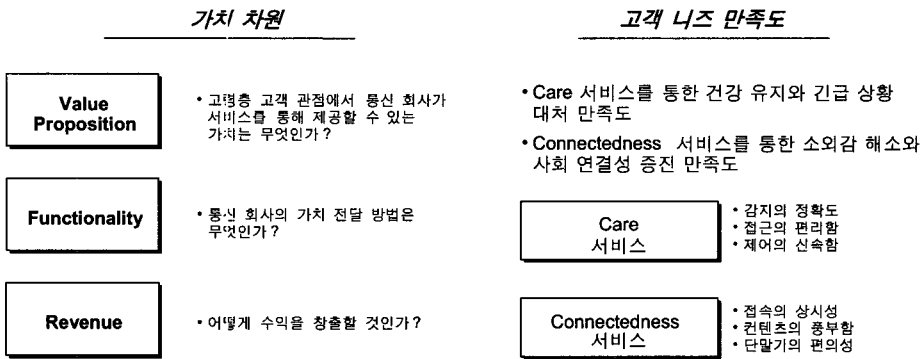 가치 차원
Value
Proposition
• 고령층 고객 관점에서 통신 회사가
서비스를 통해 제공할 수 있는
가치는 무엇인가?
Functionality
• 통신 회사의 가치 전달 방법은
무엇인가?
Revenue
• 어떻게 수익을 창출할 것인가?
고객 니즈 만족도
• Care 서비스를 통한 건강 유지와 긴급 상황
대처 만족도
• Connectedness 서비스를 통한 소외감 해소와
사회 연결성 증진 만족도
Care
서비스
• 감지의 정확도
• 접근의 편리함
• 제어의 신속함
Connectedness
서비스
• 접속의 상시성
• 컨텐츠의 풍부함
• 단말기의 편의성